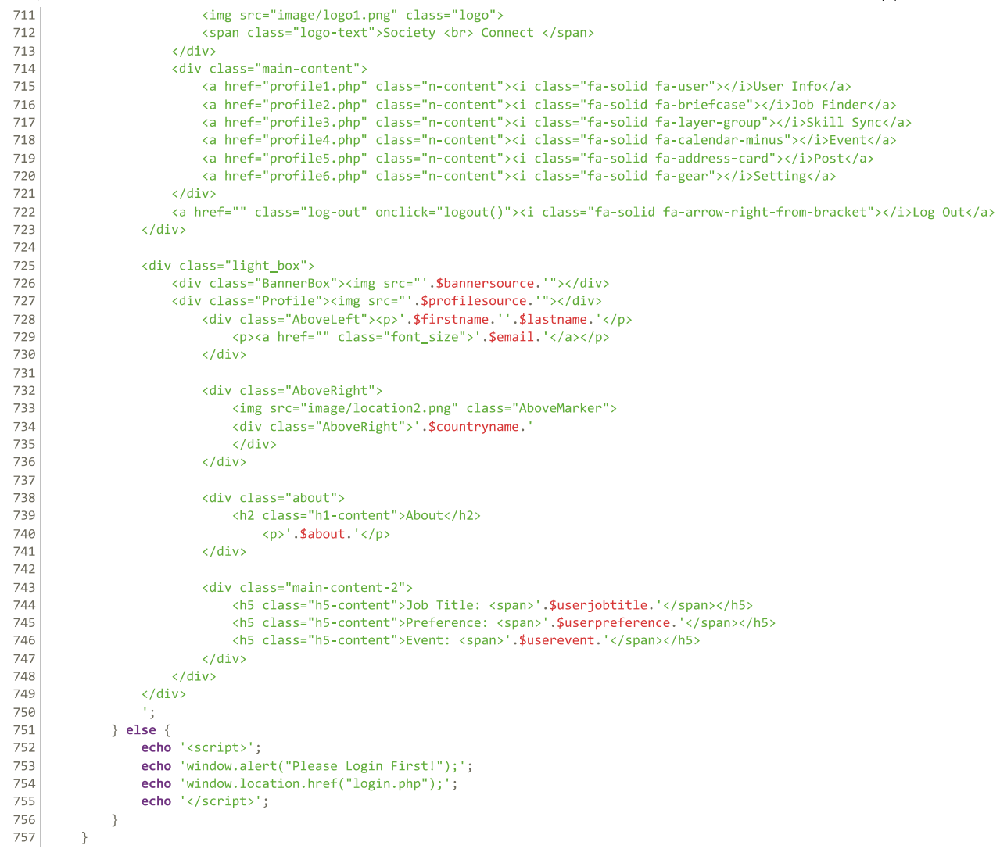 711 <img src="image/logo1.png" class="logo">
712 <span class="logo-text">Society <br> Connect </span>
713 </div>
714 <div class="main-content">
715 <a href="profile1.php" class="n-content"><i class="fa-solid fa-user"></i>User Info</a>
716 <a href="profile2.php" class="n-content"><i class="fa-solid fa-briefcase"></i>Job Finder</a>
717 <a href="profile3.php" class="n-content"><i class="fa-solid fa-layer-group"></i>Skill Sync</a>
718 <a href="profile4.php" class="n-content"><i class="fa-solid fa-calendar-minus"></i>Event</a>
719 <a href="profile5.php" class="n-content"><i class="fa-solid fa-address-card"></i>Post</a>
720 <a href="profile6.php" class="n-content"><i class="fa-solid fa-gear"></i>Setting</a>
721 </div>
722 <a href="" class="log-out" onclick="logout()"><i class="fa-solid fa-arrow-right-from-bracket"></i>Log Out</a>
723 </div>
724
725 <div class="light_box">
726 <div class="BannerBox"><img src="'.$bannersource.'"></div>
727 <div class="Profile"><img src="'.$profilesource.'"></div>
728 <div class="AboveLeft"><p>'.$firstname.''.$lastname.'</p>
729 <p><a href="" class="font_size">'.$email.'</a></p>
730 </div>
731
732 <div class="AboveRight">
733 <img src="image/location2.png" class="AboveMarker">
734 <div class="AboveRight">'.$countryname.'
735 </div>
736 </div>
737
738 <div class="about">
739 <h2 class="h1-content">About</h2>
740 <p>'.$about.'</p>
741 </div>
742
743 <div class="main-content-2">
744 <h5 class="h5-content">Job Title: <span>'.$userjobtitle.'</span></h5>
745 <h5 class="h5-content">Preference: <span>'.$userpreference.'</span></h5>
746 <h5 class="h5-content">Event: <span>'.$userevent.'</span></h5>
747 </div>
748 </div>
749 </div>
750 ';
751 } else {
752 echo '<script>';
753 echo 'window.alert("Please Login First!");';
754 echo 'window.location.href("login.php");';
755 echo '</script>';
756 }
757 }